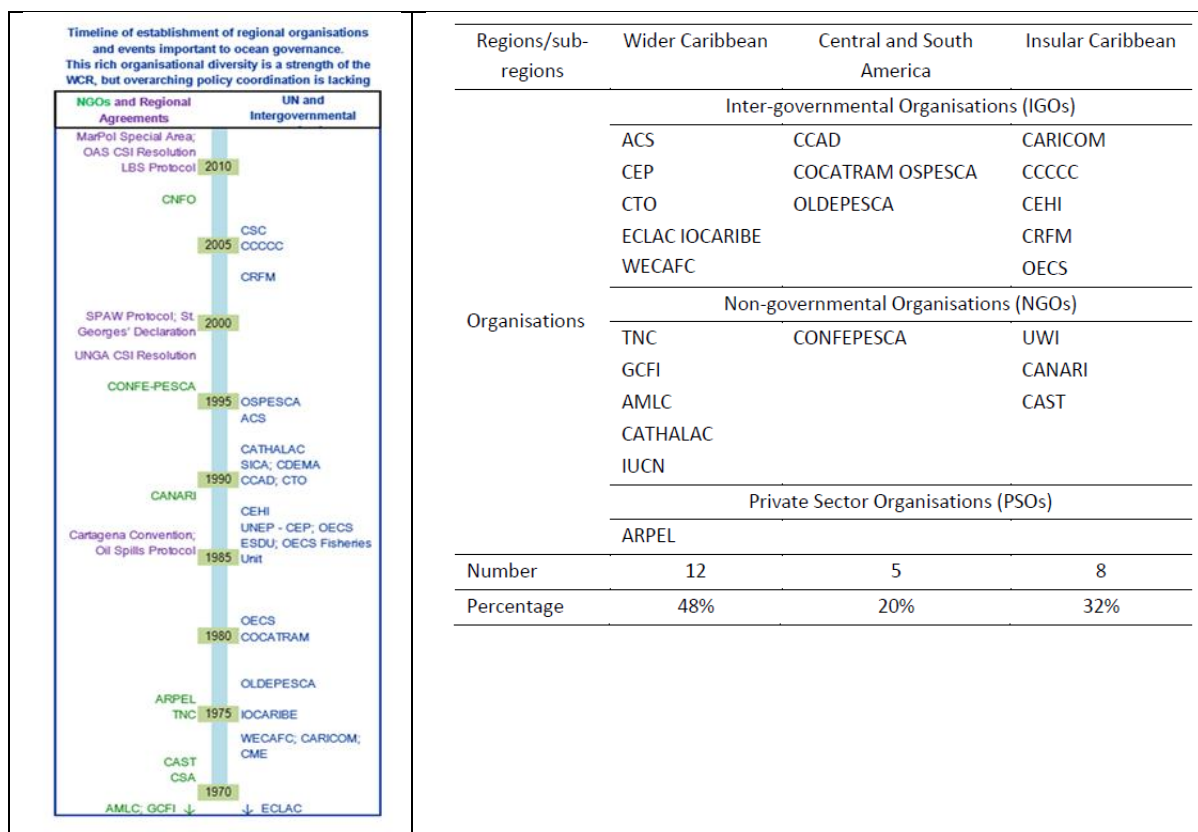 Timeline of establishment of regional organisations
and events important to ocean governance.
This rich organisational diversity is a strength of the
WCR, but overarching policy coordination is lacking
NGOs and Regional
Agreements
UN and
Intergovernmental
MarPol Special Area;
OAS CSI Resolution
LBS Protocol
2010
CNFO
CSC
2005
CCCCC
CRFM
SPAW Protocol; St.
Georges' Declaration
2000
UNGA CSI Resolution
CONFE-PESCA
1995
OSPESCA
ACS
CATHALAC
SICA; CDEMA
1990
CCAD; CTO
CANARI
CEHI
UNEP - CEP; OECS
ESDU; OECS Fisheries
Unit
Cartagena Convention;
Oil Spills Protocol
1985
OECS
1980
COCATRAM
OLDEPESCA
ARPEL
TNC
1975
IOCARIBE
WECAFC; CARICOM;
CME
CAST
CSA
1970
AMLC; GCFI ↓
↓ ECLAC
Regions/sub-
regions
Wider Caribbean
Central and South
America
Insular Caribbean
Organisations
Inter-governmental Organisations (IGOs)
ACS CCAD CARICOM
CEP COCATRAM OSPESCA CCCCC
CTO OLDEPESCA CEHI
ECLAC IOCARIBE CRFM
WECAFC OECS
Non-governmental Organisations (NGOs)
TNC CONFEPESCA UWI
GCFI CANARI
AMLC CAST
CATHALAC
IUCN
Private Sector Organisations (PSOs)
ARPEL
Number 12 5 8
Percentage 48% 20% 32%